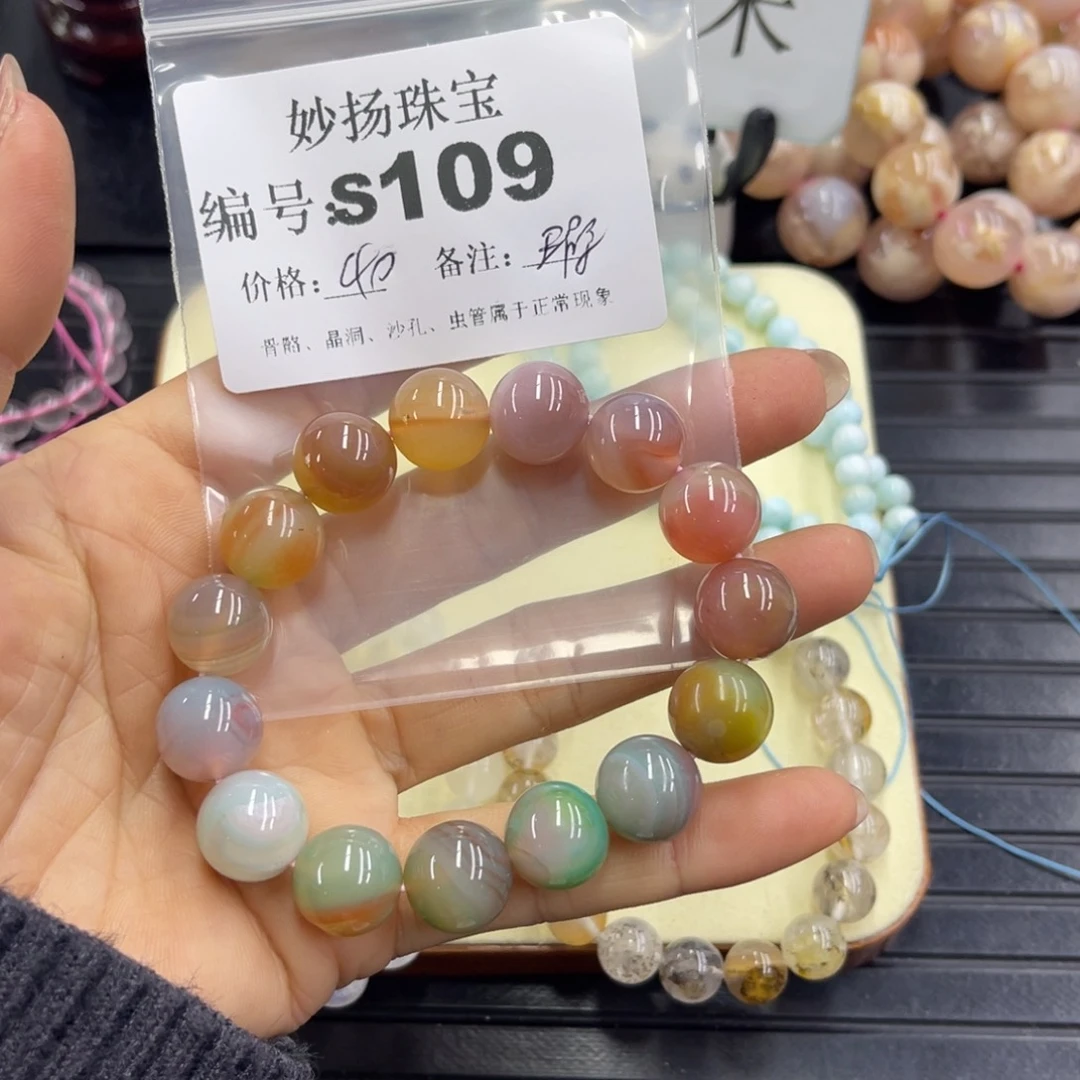 妙扬珠宝
编号:S109
价格: 备注:
骨骼、晶洞、沙孔、虫管属于正常现象